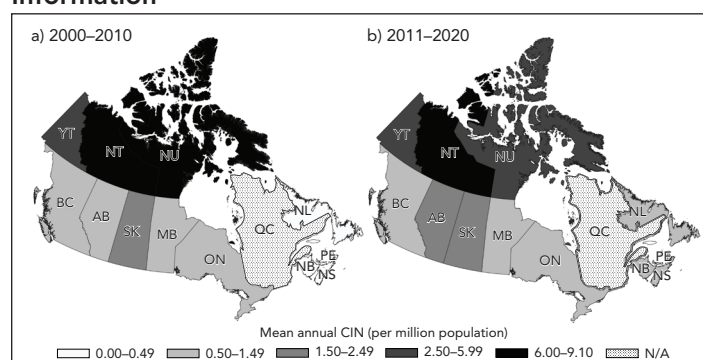 information
a) 2000–2010
b) 2011–2020
YT
NT
NU
BC
AB
SK
MB
ON
QC
NL
PE
NB
NS
YT
NT
NU
BC
AB
SK
MB
ON
QC
NL
PE
NB
NS
Mean annual CIN (per million population)
0.00–0.49 0.50–1.49 1.50–2.49 2.50–5.99 6.00–9.10 N/A